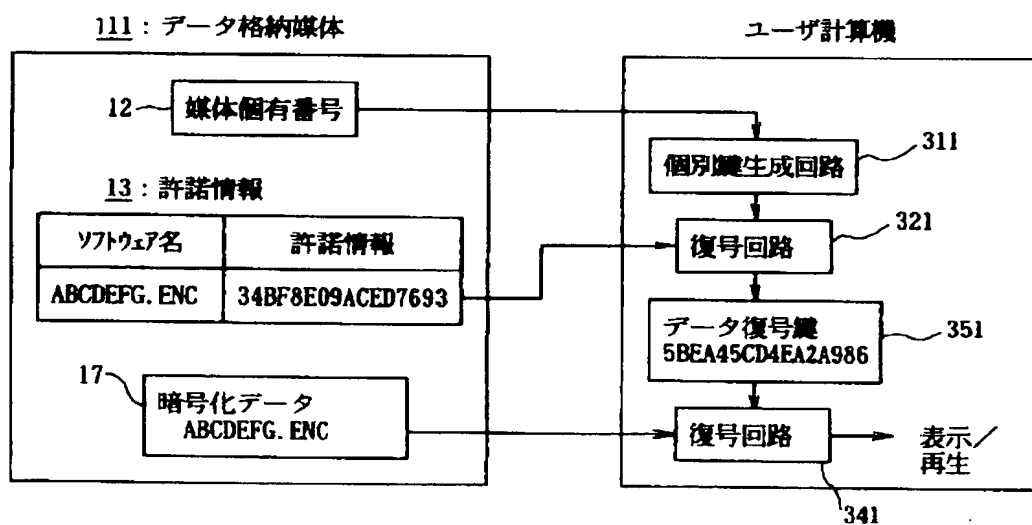 111：データ格納媒体
ユーザ計算機
12
媒体個有番号
311
個別鍵生成回路
13：許諾情報
321
ソフトウェア名
許諾情報
復号回路
ABCDEFG.ENC
34BF8E09ACED7693
データ復号鍵
5BEA45CD4EA2A986
351
17
暗号化データ
ABCDEFG.ENC
復号回路
表示／
再生
341